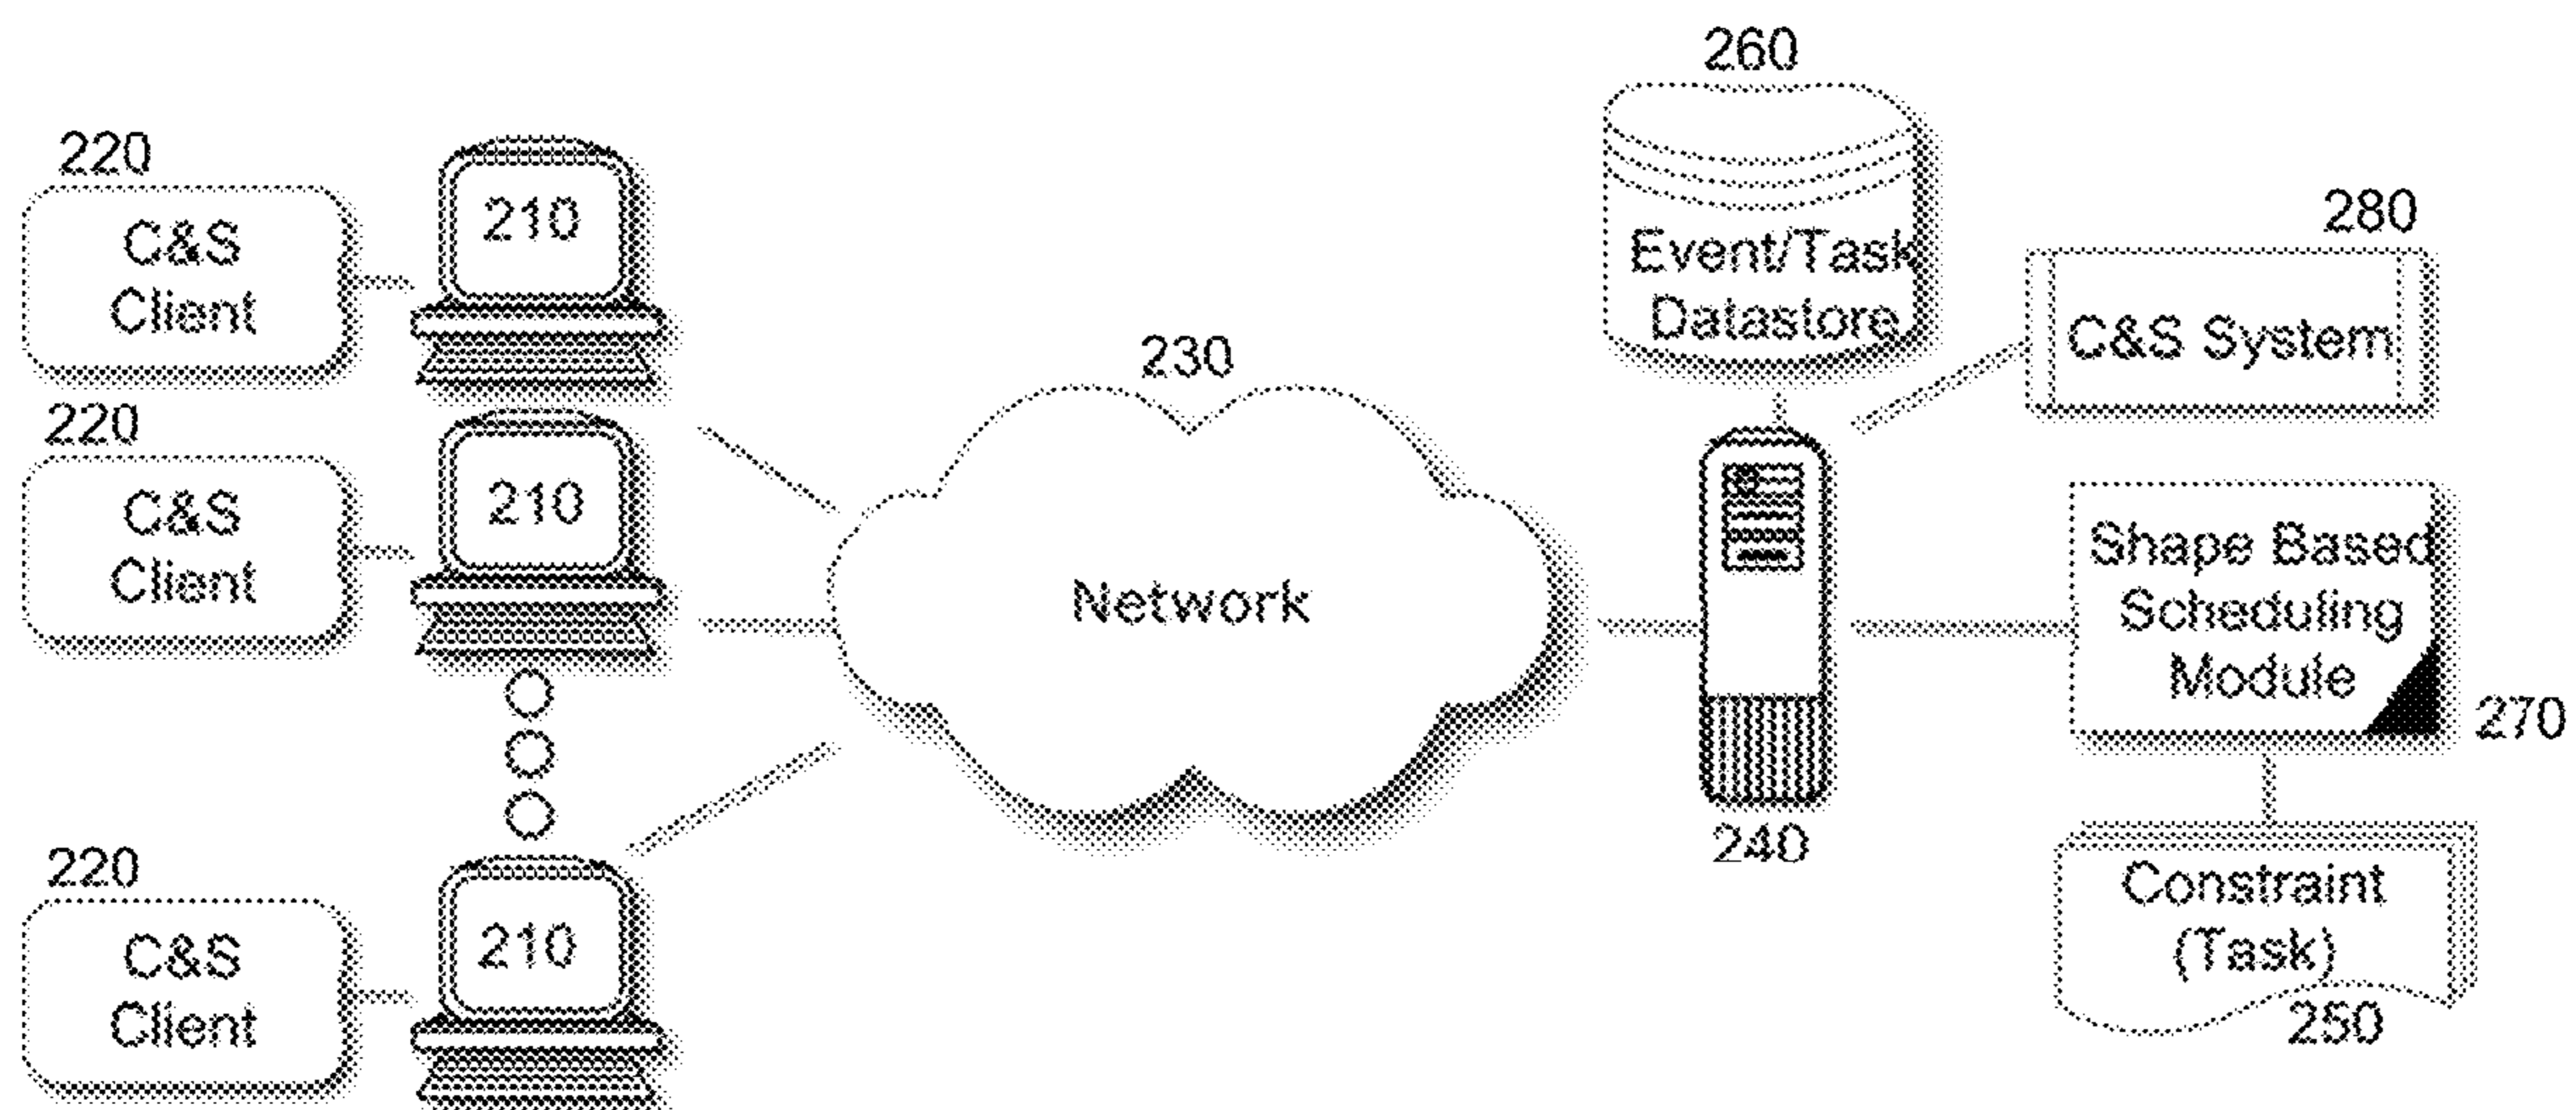 260
220
210
C&S
Client
280
Event/Task
Datastore
C&S System
230
220
210
C&S
Client
Network
Shape Based
Scheduling
Module
270
240
220
210
C&S
Client
Constraint
(Task)
250